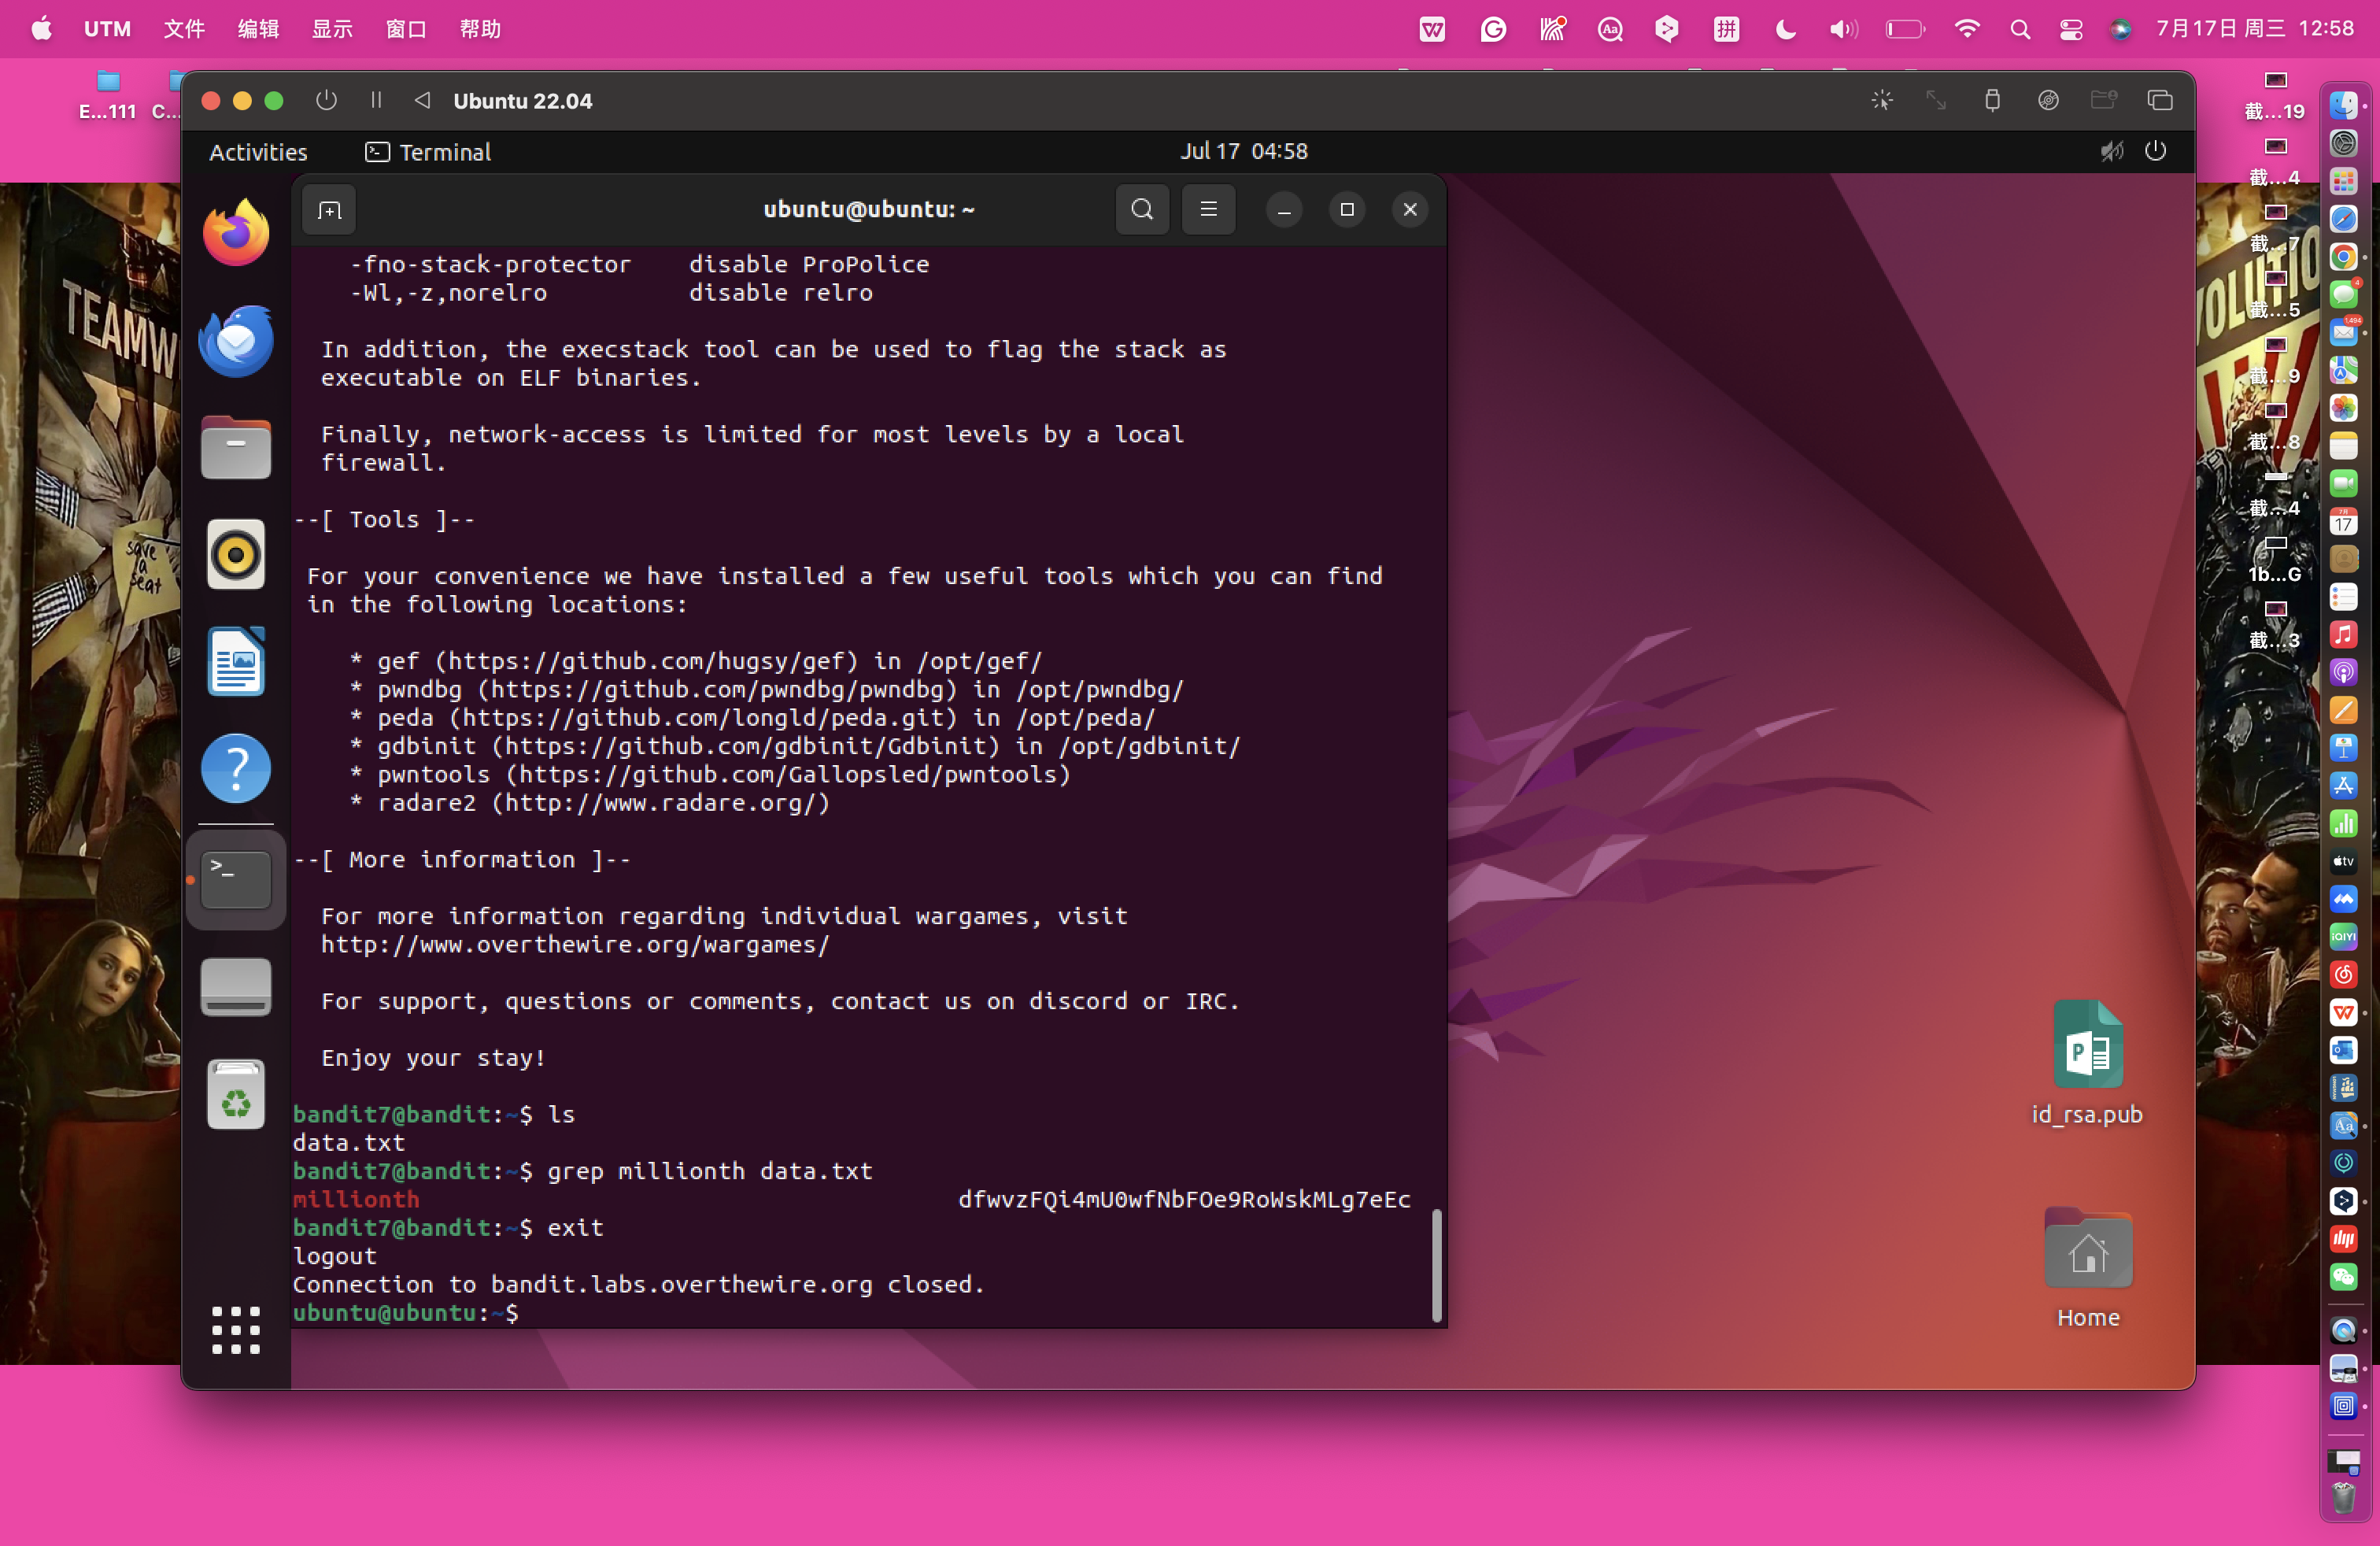 UTM 文件 编辑 显示 窗口 帮助 7月17日 周三 12:58
E...111 C...
Ubuntu 22.04
Activities Terminal Jul 17 04:58
ubuntu@ubuntu: ~
-fno-stack-protector disable ProPolice
-Wl,-z,norelro disable relro
In addition, the execstack tool can be used to flag the stack as
executable on ELF binaries.
Finally, network-access is limited for most levels by a local
firewall.
--[ Tools ]--
For your convenience we have installed a few useful tools which you can find
in the following locations:
* gef (https://github.com/hugsy/gef) in /opt/gef/
* pwndbg (https://github.com/pwndbg/pwndbg) in /opt/pwndbg/
* peda (https://github.com/longld/peda.git) in /opt/peda/
* gdbinit (https://github.com/gdbinit/Gdbinit) in /opt/gdbinit/
* pwntools (https://github.com/Gallopsled/pwntools)
* radare2 (http://www.radare.org/)
--[ More information ]--
For more information regarding individual wargames, visit
http://www.overthewire.org/wargames/
For support, questions or comments, contact us on discord or IRC.
Enjoy your stay!
bandit7@bandit:~$ ls
data.txt
bandit7@bandit:~$ grep millionth data.txt
millionth dfwvzFQi4mU0wfNbFOe9RoWskMLg7eEc
bandit7@bandit:~$ exit
logout
Connection to bandit.labs.overthewire.org closed.
ubuntu@ubuntu:~$
id_rsa.pub
Home
截...19
截...4
截...7
截...5
截...9
截...8
截...4
1b...G
截...3
TEAMW
save
a
seat
VOLUTIO